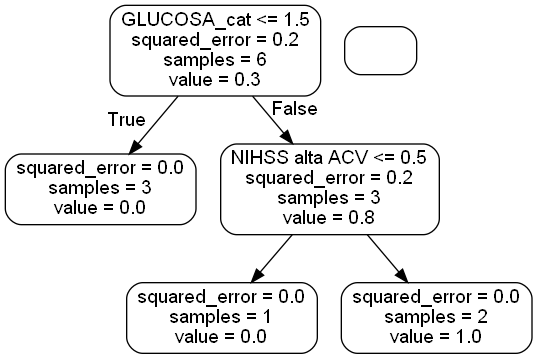 GLUCOSA_cat <= 1.5
squared_error = 0.2
samples = 6
value = 0.3
True
False
squared_error = 0.0
samples = 3
value = 0.0
NIHSS alta ACV <= 0.5
squared_error = 0.2
samples = 3
value = 0.8
squared_error = 0.0
samples = 1
value = 0.0
squared_error = 0.0
samples = 2
value = 1.0